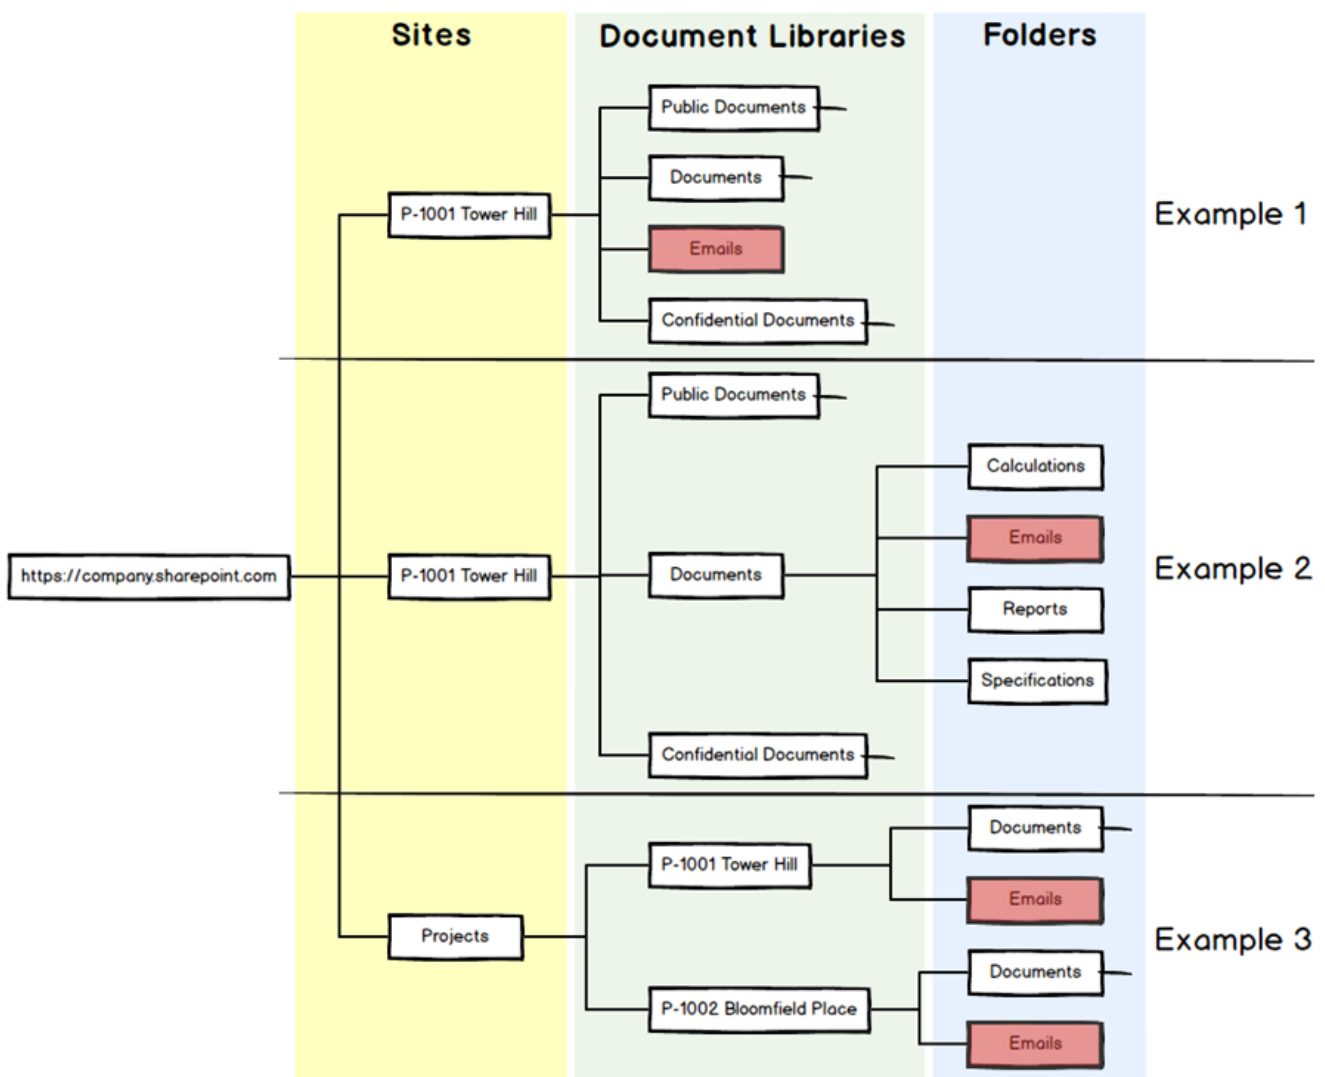 Sites
Document Libraries
Folders
Public Documents
Documents
P-1001 Tower Hill
Example 1
Emails
Confidential Documents
Public Documents
Calculations
Emails
https://company.sharepoint.com
P-1001 Tower Hill
Documents
Example 2
Reports
Specifications
Confidential Documents
Documents
P-1001 Tower Hill
Emails
Projects
Example 3
Documents
P-1002 Bloomfield Place
Emails